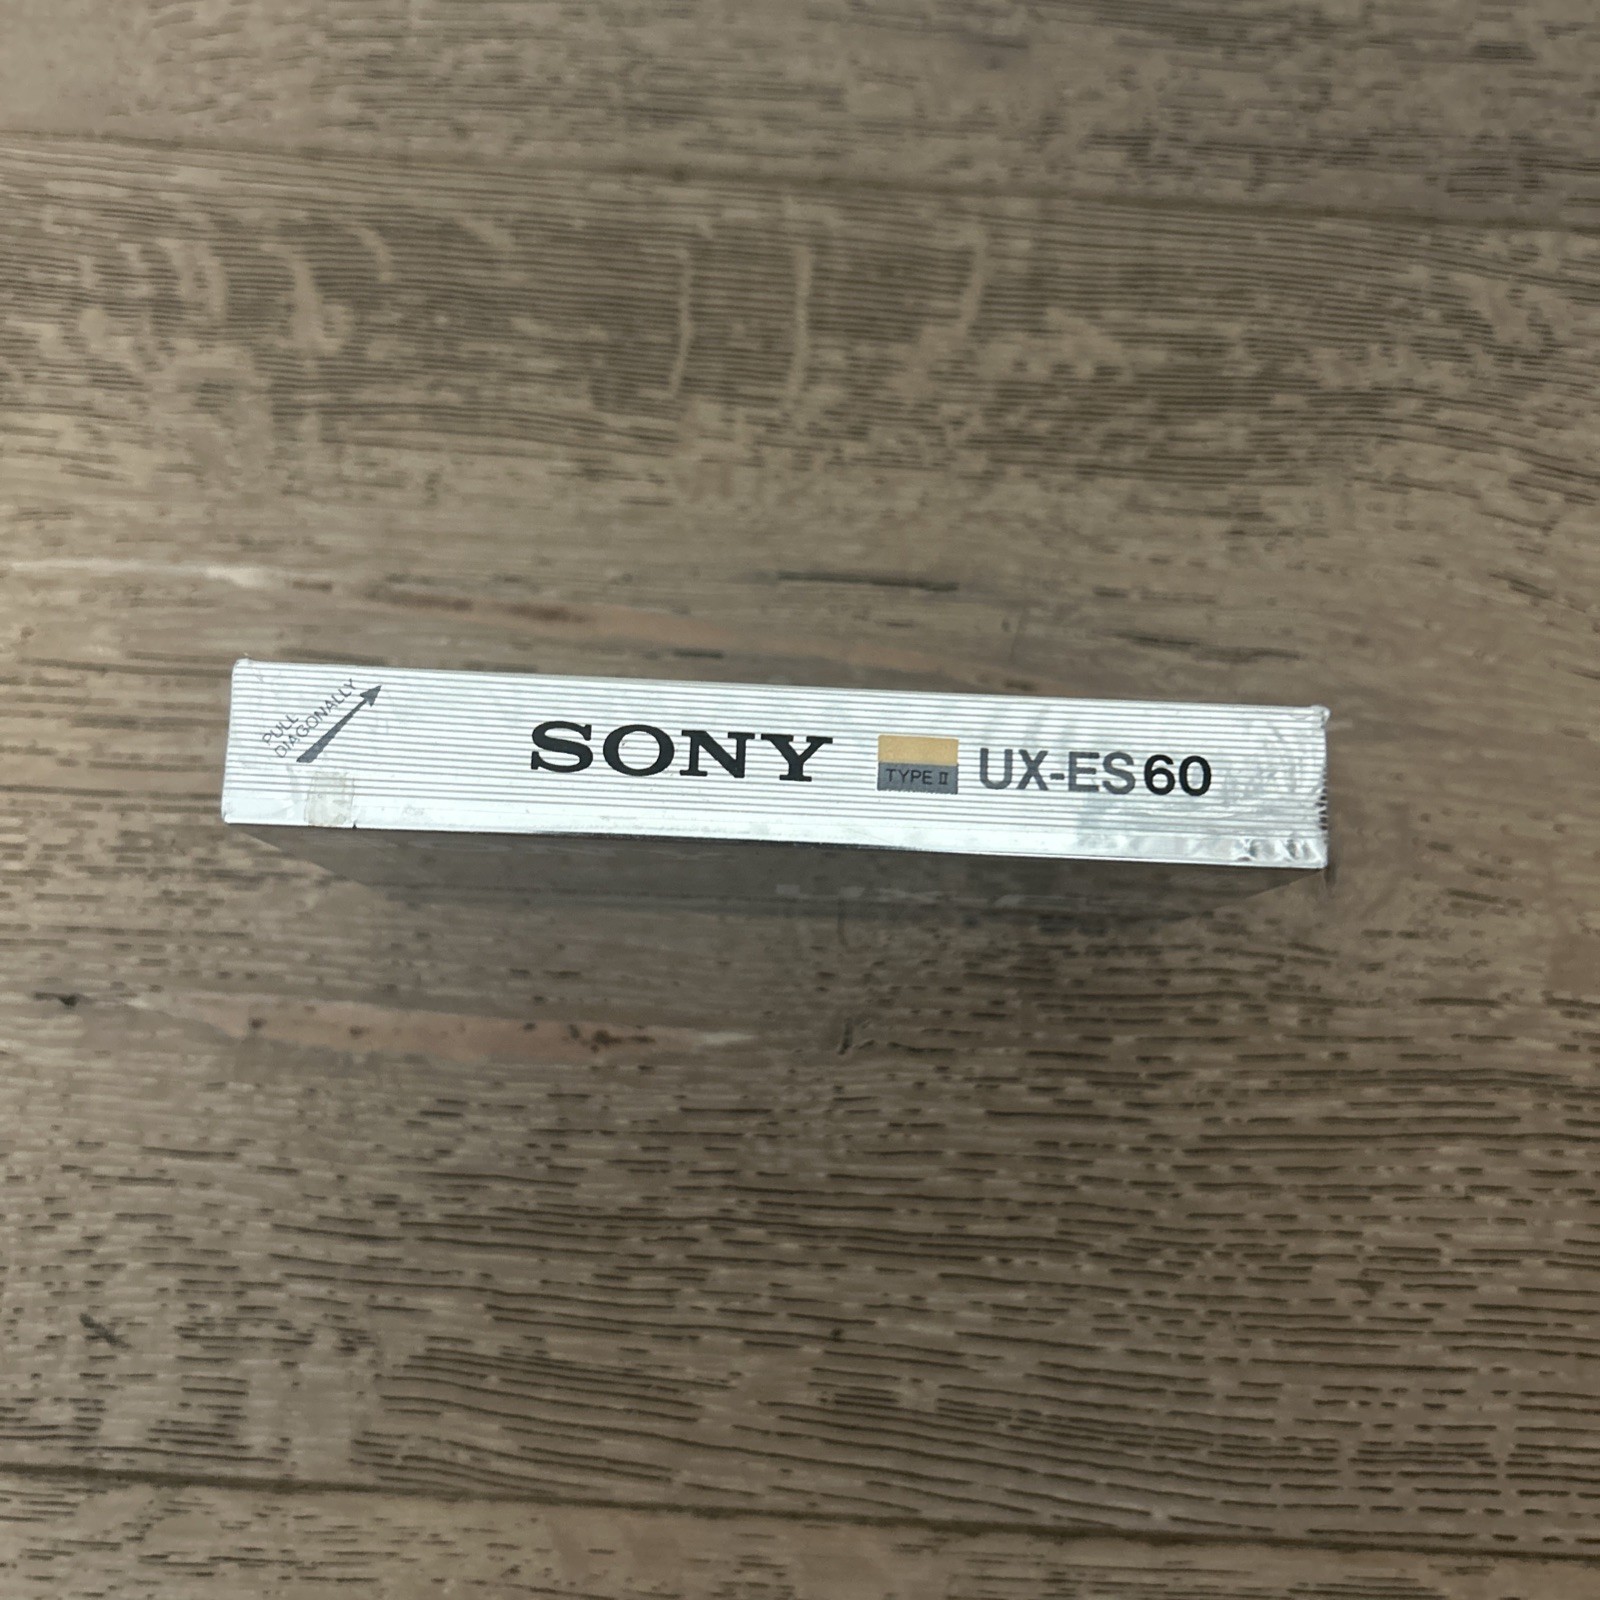 PULL
DIAGONALLY
SONY
TYPE II
UX-ES60